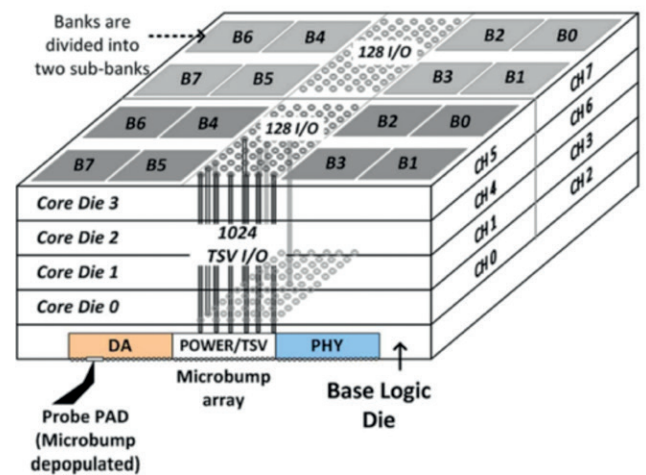 Banks are
divided into
two sub-banks
B6 B4
128 I/O
B2 B0
B7 B5
B3 B1
CH 7
B6 B4
128 I/O
B2 B0
CH 6
B7 B5
B3 B1
CH 5
CH 3
Core Die 3
CH 4
CH 2
Core Die 2
1024
TSV I/O
CH 1
Core Die 1
CH 0
Core Die 0
DA
POWER/TSV
PHY
Microbump
array
Base Logic
Die
Probe PAD
(Microbump
depopulated)